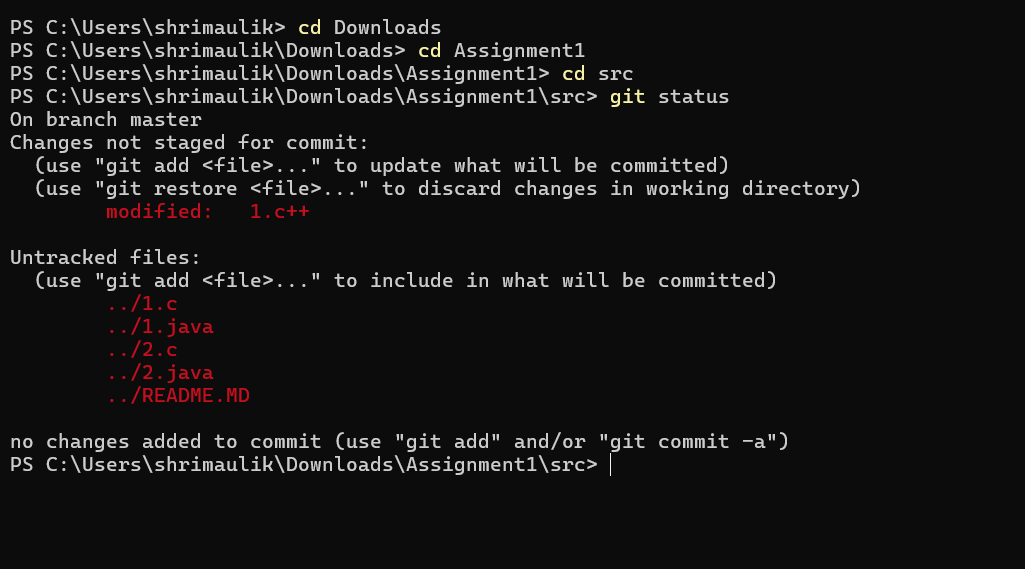 PS C:\Users\shrimaulik> cd Downloads
PS C:\Users\shrimaulik\Downloads> cd Assignment1
PS C:\Users\shrimaulik\Downloads\Assignment1> cd src
PS C:\Users\shrimaulik\Downloads\Assignment1\src> git status
On branch master
Changes not staged for commit:
  (use "git add <file>..." to update what will be committed)
  (use "git restore <file>..." to discard changes in working directory)
        modified:   1.c++

Untracked files:
  (use "git add <file>..." to include in what will be committed)
        ../1.c
        ../1.java
        ../2.c
        ../2.java
        ../README.MD

no changes added to commit (use "git add" and/or "git commit -a")
PS C:\Users\shrimaulik\Downloads\Assignment1\src>